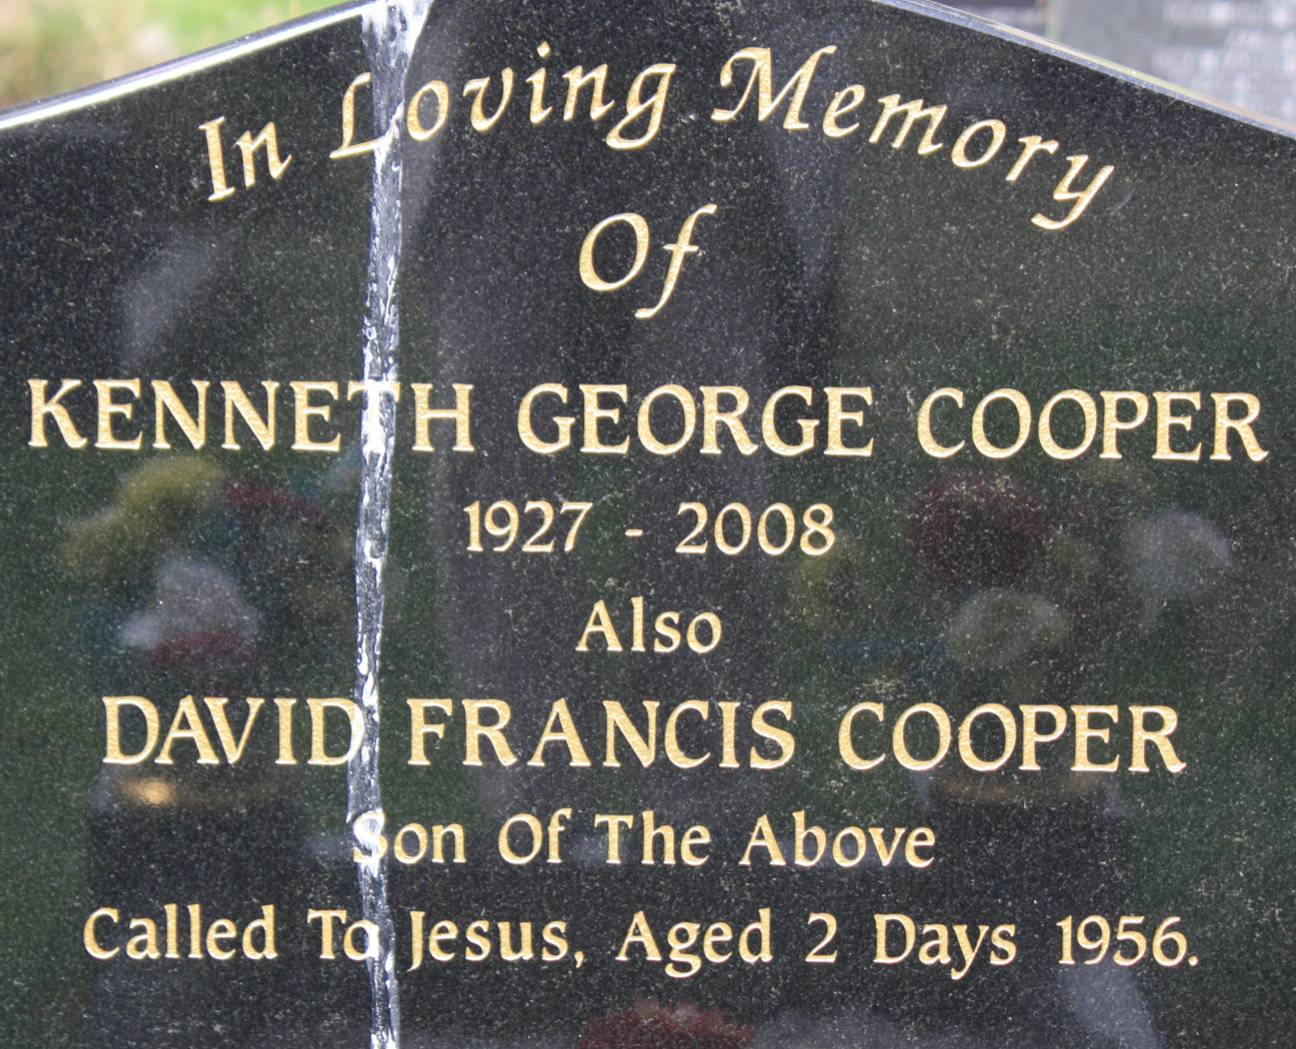 In Loving Memory
Of
KENNETH GEORGE COOPER
1927 - 2008
Also
DAVID FRANCIS COOPER
Son Of The Above
Called To Jesus, Aged 2 Days 1956.